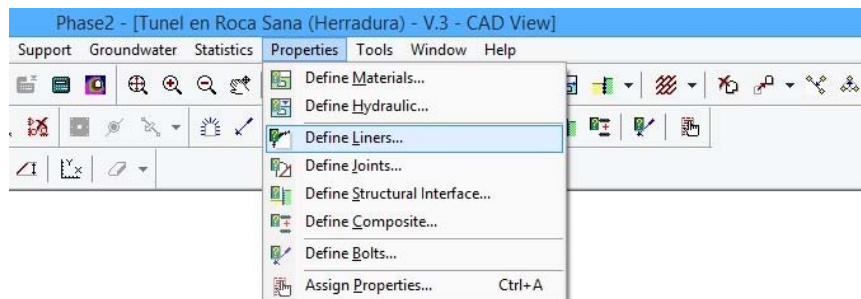 Phase2 - [Tunel en Roca Sana (Herradura) - V.3 - CAD View]
Support Groundwater Statistics Properties Tools Window Help
Define Materials...
Define Hydraulic...
Define Liners...
Define Joints...
Define Structural Interface...
Define Composite...
Define Bolts...
Assign Properties... Ctrl+A